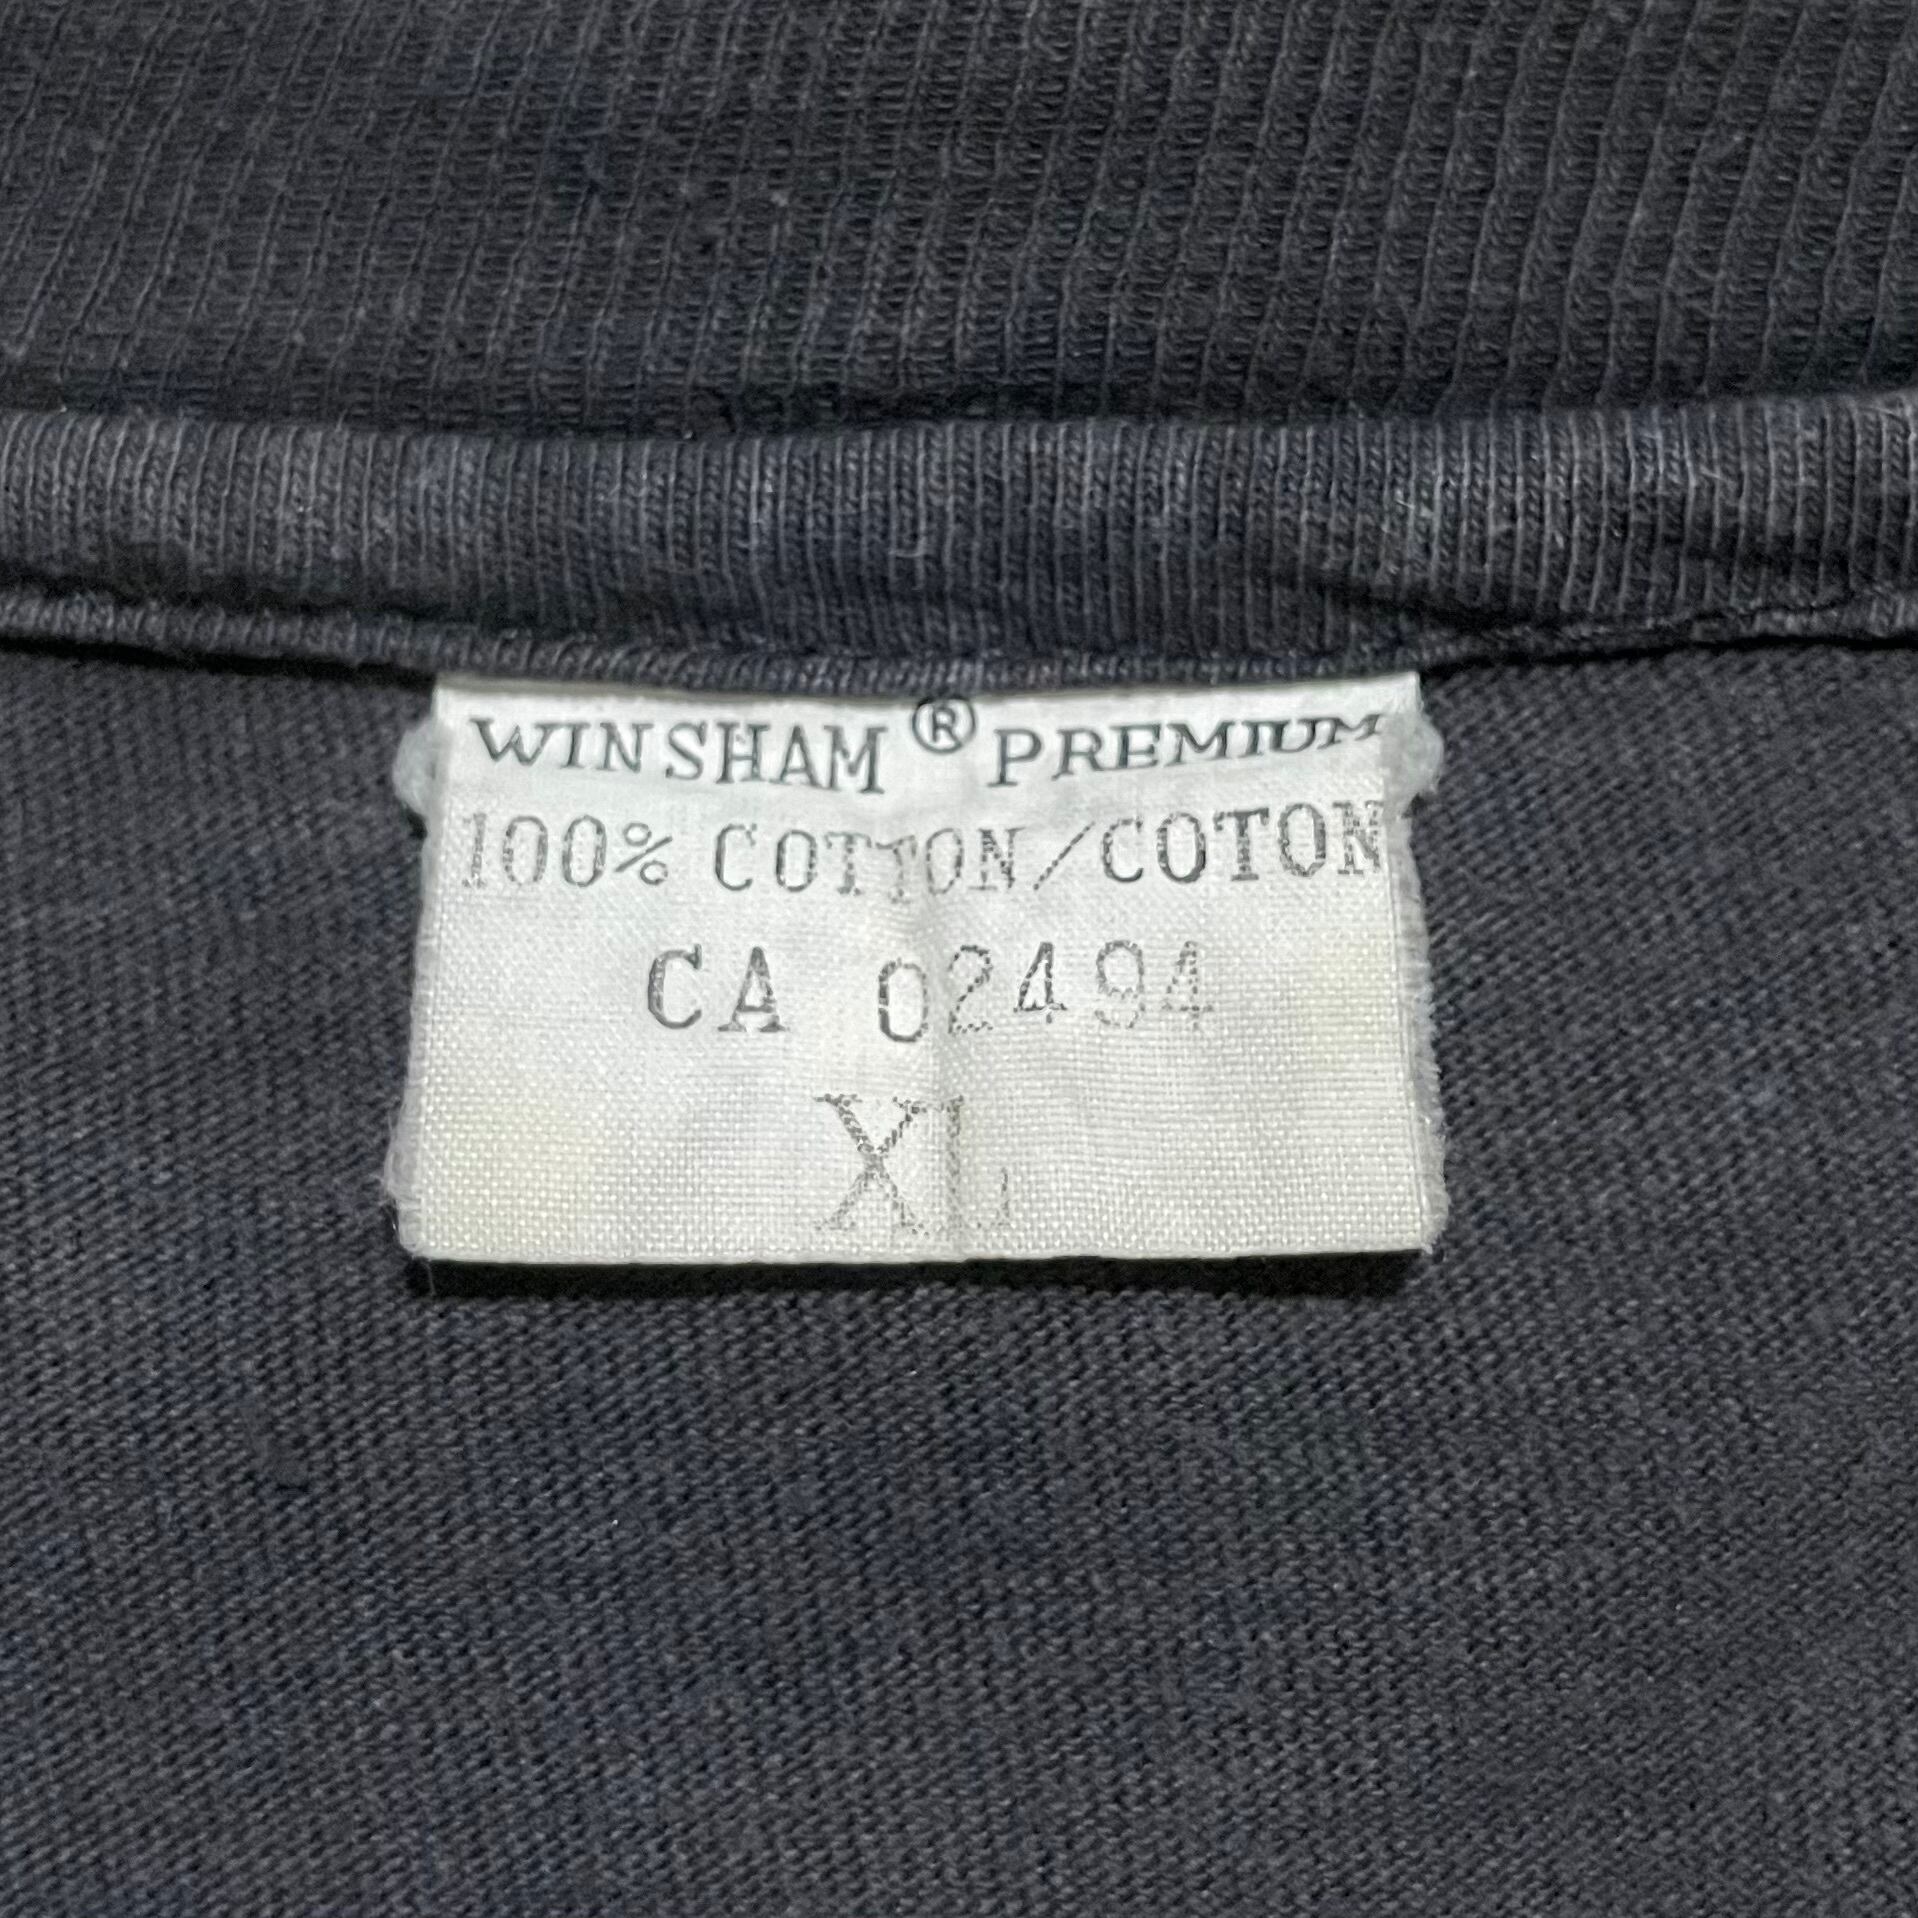 WINSHAM® PREMIUM
100% COTTON/COTON
CA 02494
XL